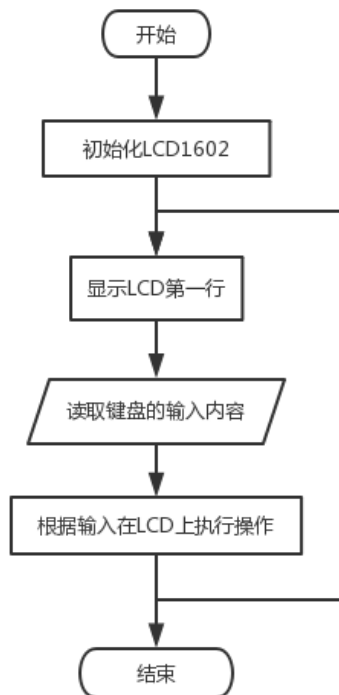 开始
初始化LCD1602
显示LCD第一行
读取键盘的输入内容
根据输入在LCD上执行操作
结束